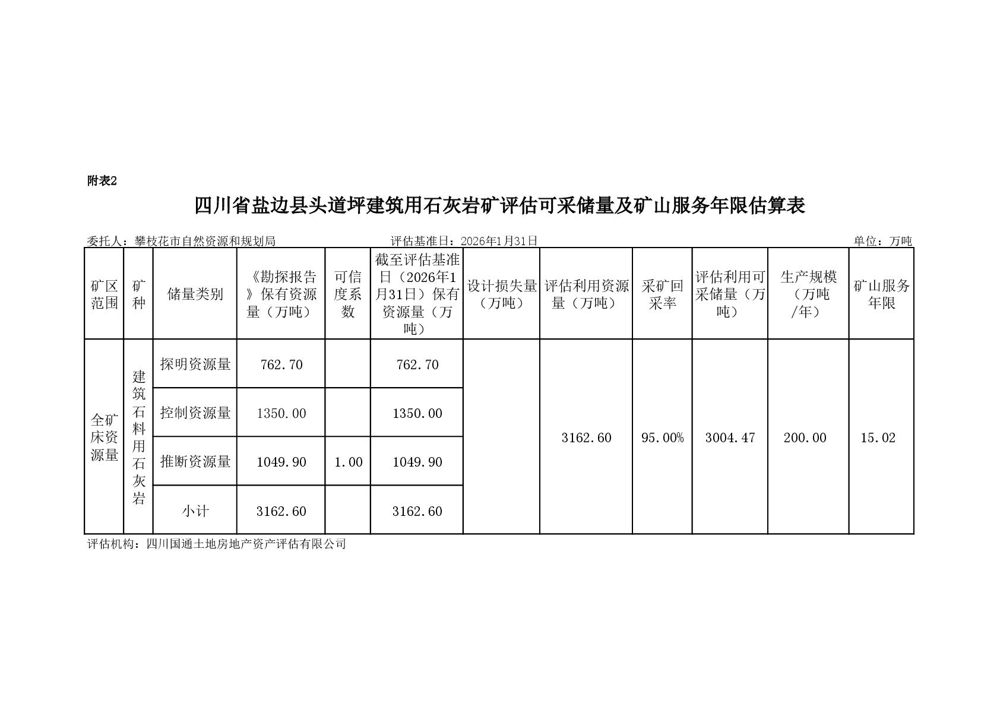 附表2
四川省盐边县头道坪建筑用石灰岩矿评估可采储量及矿山服务年限估算表
委托人：攀枝花市自然资源和规划局 评估基准日：2026年1月31日 单位：万吨
矿区
范围
矿
种
储量类别
《勘探报告
》保有资源
量（万吨）
可信
度系
数
截至评估基准
日（2026年1
月31日）保有
资源量（万
吨）
设计损失量
（万吨）
评估利用资源
量（万吨）
采矿回
采率
评估利用可
采储量（万
吨）
生产规模
（万吨
/年）
矿山服务
年限
全矿
床资
源量
建
筑
石
料
用
石
灰
岩
探明资源量 762.70 762.70
控制资源量 1350.00 1350.00
推断资源量 1049.90 1.00 1049.90
小计 3162.60 3162.60
3162.60 95.00% 3004.47 200.00 15.02
评估机构：四川国通土地房地产资产评估有限公司